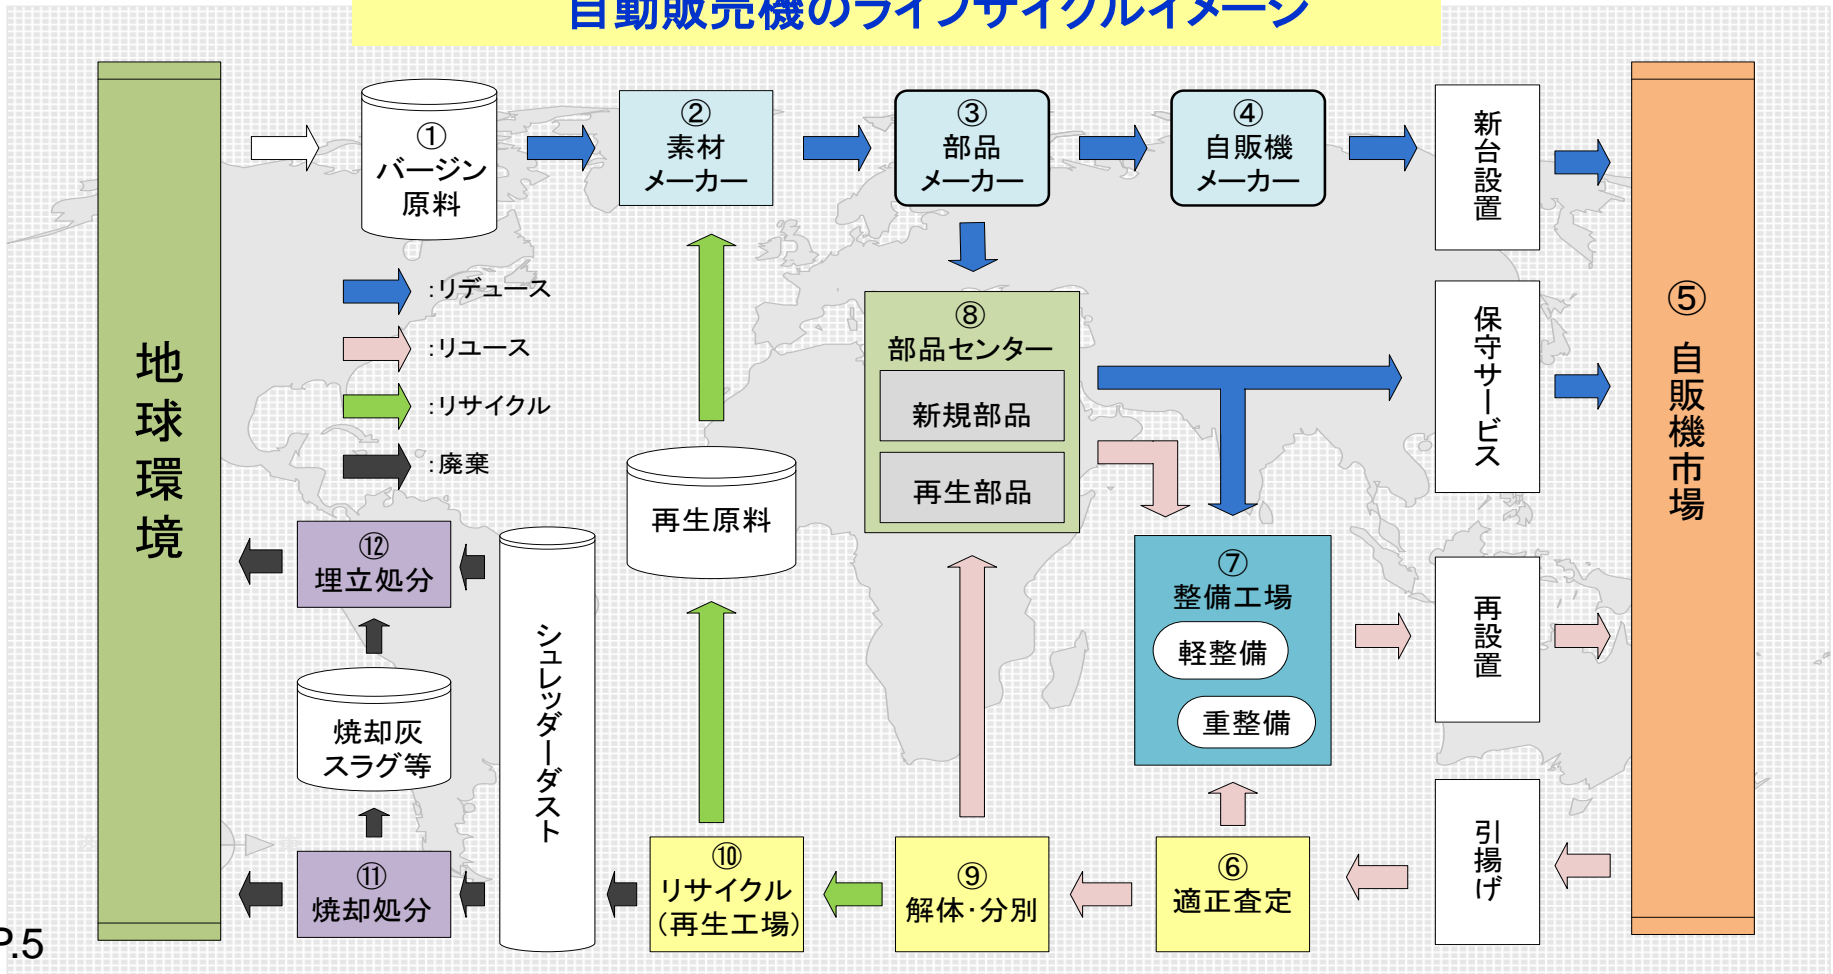 自動販売機のライフサイクルイメージ
地球環境
①
バージン
原料
②
素材
メーカー
③
部品
メーカー
④
自販機
メーカー
新台設置
⑤自販機市場
:リデュース
:リユース
:リサイクル
:廃棄
⑧
部品センター
新規部品
再生部品
保守サービス
再生原料
⑦
整備工場
軽整備
重整備
再設置
⑫
埋立処分
焼却灰
スラグ等
⑪
焼却処分
シュレッダーダスト
⑩
リサイクル
(再生工場)
⑨
解体・分別
⑥
適正査定
引揚げ
P.5